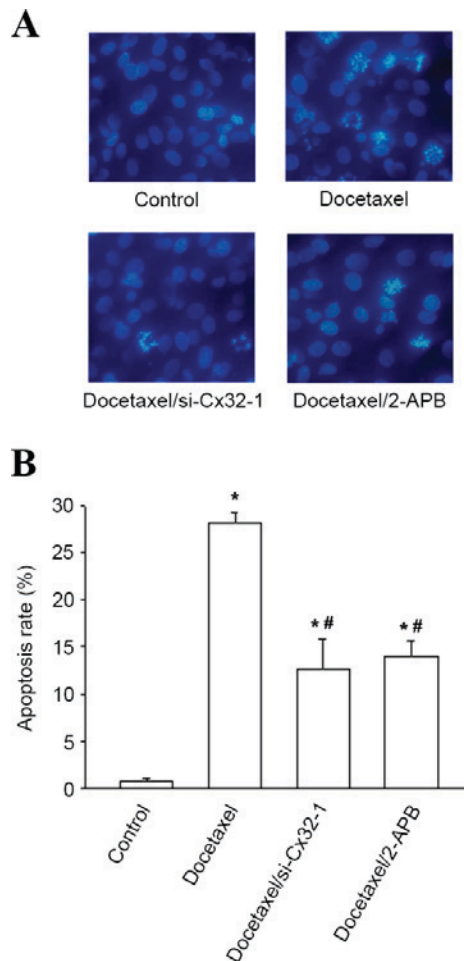 A
Control
Docetaxel
Docetaxel/si-Cx32-1
Docetaxel/2-APB
B
Apoptosis rate (%)
30
25
20
15
10
5
0
*
*#
*#
Control
Docetaxel
Docetaxel/si-Cx32-1
Docetaxel/2-APB